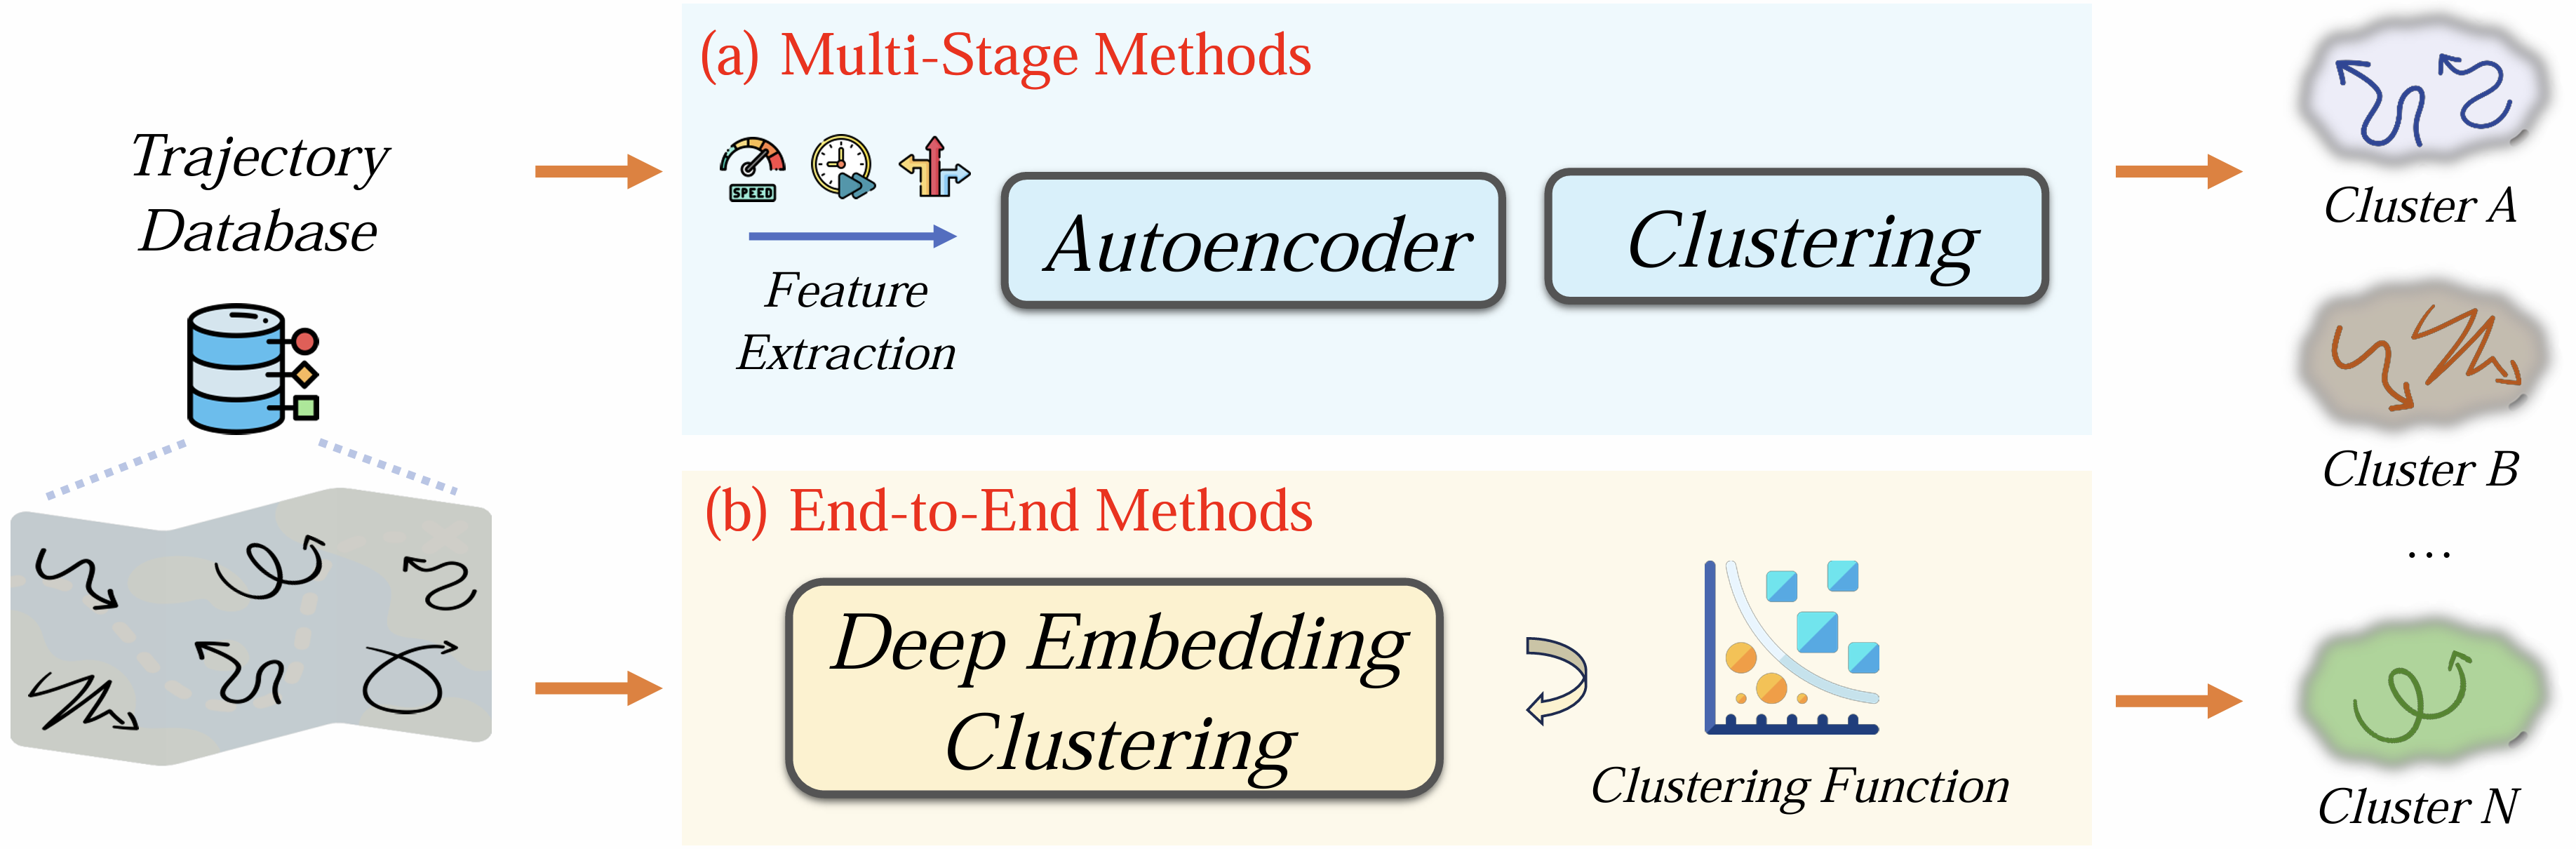 Trajectory
Database
(a) Multi-Stage Methods
SPEED
Feature
Extraction
Autoencoder
Clustering
(b) End-to-End Methods
Deep Embedding
Clustering
Clustering Function
Cluster A
Cluster B
...
Cluster N